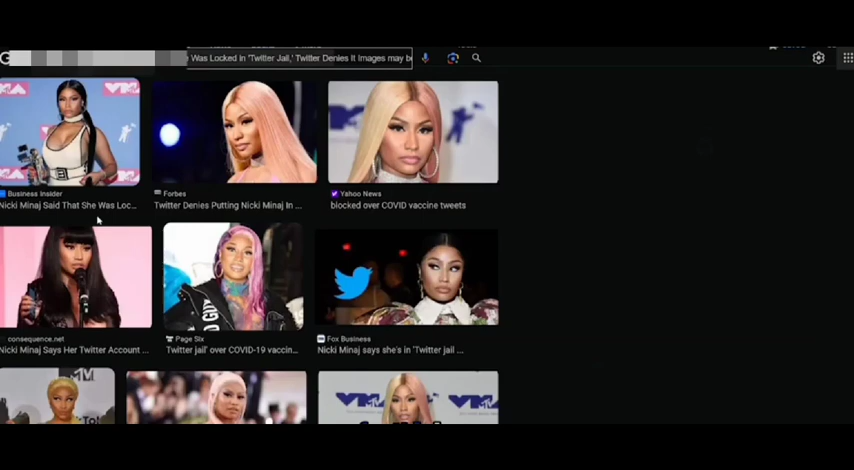 Was Locked in 'Twitter Jail,' Twitter Denies It Images may be
Business Insider
Nicki Minaj Said That She Was Loc...
Forbes
Twitter Denies Putting Nicki Minaj In ...
Yahoo News
blocked over COVID vaccine tweets
consequence.net
Nicki Minaj Says Her Twitter Account ...
Page Six
'Twitter jail' over COVID-19 vaccin...
Fox Business
Nicki Minaj says she's in 'Twitter jail ...